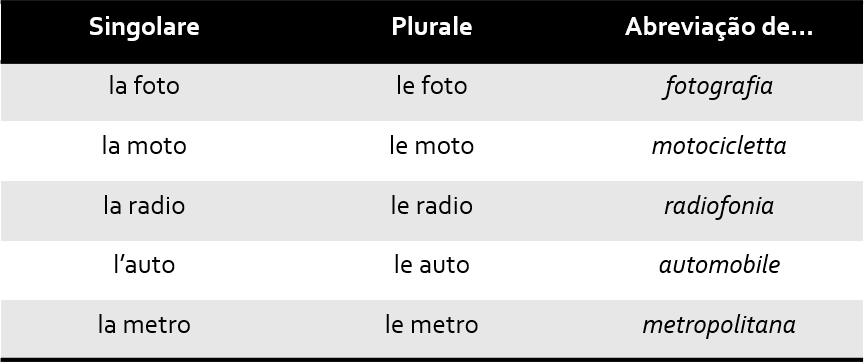 Singolare Plurale Abreviação de...
la foto le foto fotografia
la moto le moto motocicletta
la radio le radio radiofonia
l’auto le auto automobile
la metro le metro metropolitana